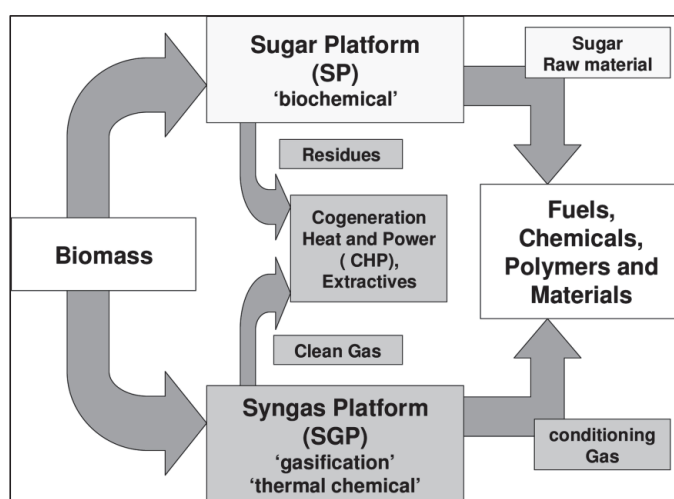 Sugar Platform
(SP)
‘biochemical’
Sugar
Raw material
Residues
Biomass
Cogeneration
Heat and Power
( CHP),
Extractives
Fuels,
Chemicals,
Polymers and
Materials
Clean Gas
Syngas Platform
(SGP)
‘gasification’
‘thermal chemical’
conditioning
Gas